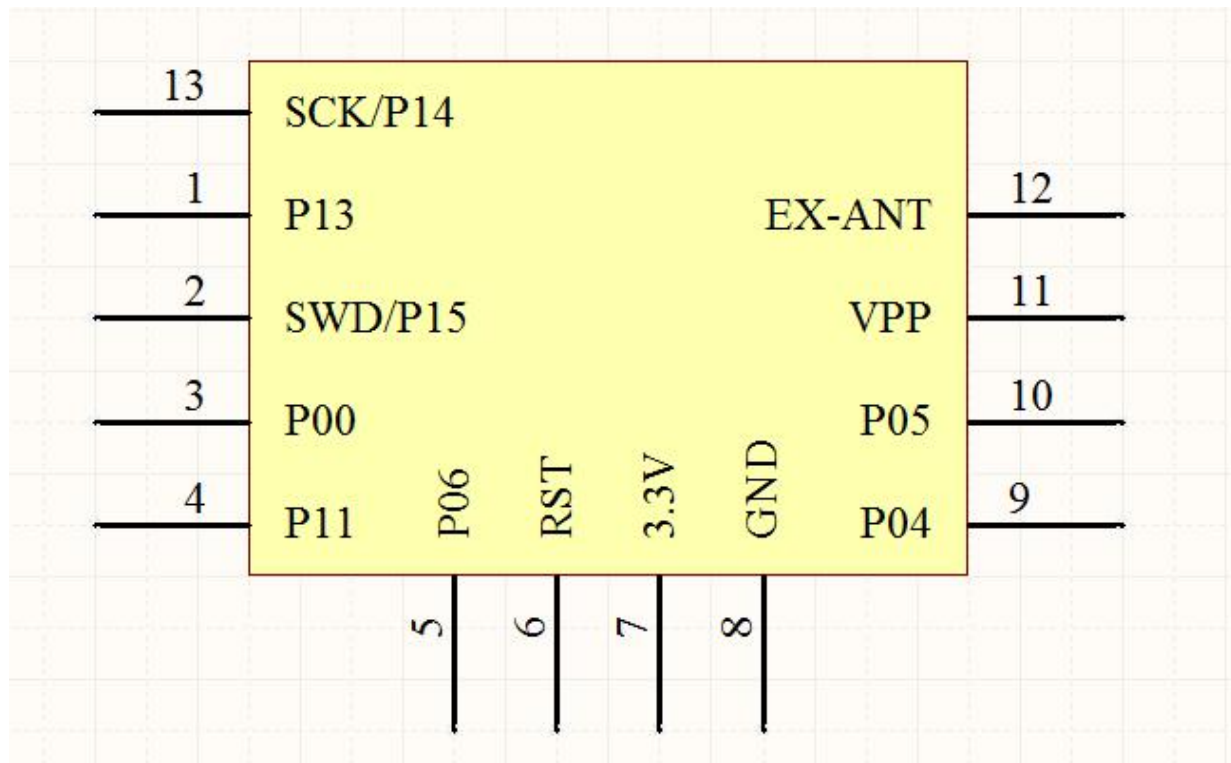 13 SCK/P14
1 P13 EX-ANT 12
2 SWD/P15 VPP 11
3 P00 P05 10
4 P11 P06 RST 3.3V GND P04 9
5 6 7 8